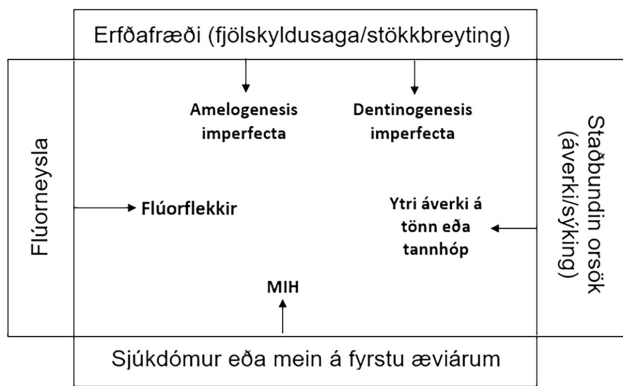 Erfðafræði (fjölskyldusaga/stökkbreyting)
Amelogenesis
imperfecta
Dentinogenesis
imperfecta
Flúorneysla
Flúorflekkir
Ytri áverki á
tönn eða
tannhóp
Staðbundin orsök
(áverki/sýking)
MIH
Sjúkdómur eða mein á fyrstu æviárum